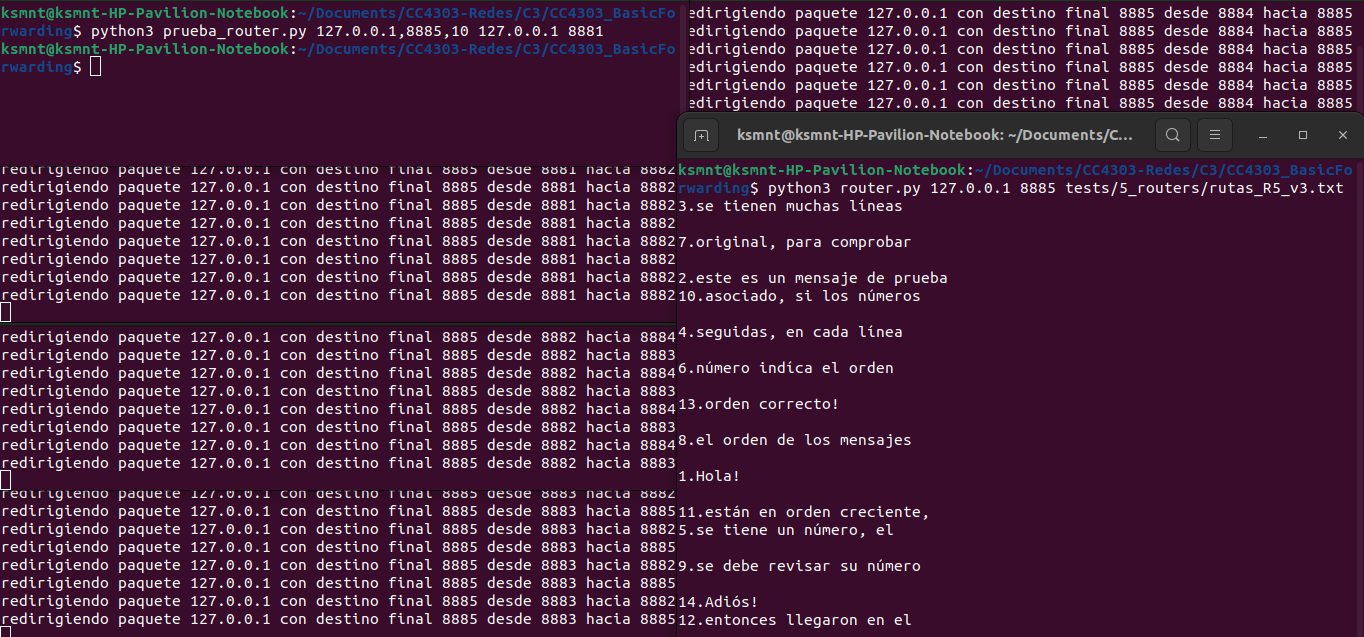 ksmnt@ksmnt-HP-Pavilion-Notebook:~/Documents/CC4303-Redes/C3/CC4303_BasicFo
rwarding$ python3 prueba_router.py 127.0.0.1,8885,10 127.0.0.1 8881
ksmnt@ksmnt-HP-Pavilion-Notebook:~/Documents/CC4303-Redes/C3/CC4303_BasicFo
rwarding$
redirigiendo paquete 127.0.0.1 con destino final 8885 desde 8881 hacia 8882
redirigiendo paquete 127.0.0.1 con destino final 8885 desde 8881 hacia 8882
redirigiendo paquete 127.0.0.1 con destino final 8885 desde 8881 hacia 8882
redirigiendo paquete 127.0.0.1 con destino final 8885 desde 8881 hacia 8882
redirigiendo paquete 127.0.0.1 con destino final 8885 desde 8881 hacia 8882
redirigiendo paquete 127.0.0.1 con destino final 8885 desde 8881 hacia 8882
redirigiendo paquete 127.0.0.1 con destino final 8885 desde 8881 hacia 8882
redirigiendo paquete 127.0.0.1 con destino final 8885 desde 8881 hacia 8882
redirigiendo paquete 127.0.0.1 con destino final 8885 desde 8882 hacia 8884
redirigiendo paquete 127.0.0.1 con destino final 8885 desde 8882 hacia 8883
redirigiendo paquete 127.0.0.1 con destino final 8885 desde 8882 hacia 8884
redirigiendo paquete 127.0.0.1 con destino final 8885 desde 8882 hacia 8883
redirigiendo paquete 127.0.0.1 con destino final 8885 desde 8882 hacia 8884
redirigiendo paquete 127.0.0.1 con destino final 8885 desde 8882 hacia 8883
redirigiendo paquete 127.0.0.1 con destino final 8885 desde 8882 hacia 8884
redirigiendo paquete 127.0.0.1 con destino final 8885 desde 8882 hacia 8883
redirigiendo paquete 127.0.0.1 con destino final 8885 desde 8883 hacia 8882
redirigiendo paquete 127.0.0.1 con destino final 8885 desde 8883 hacia 8885
redirigiendo paquete 127.0.0.1 con destino final 8885 desde 8883 hacia 8882
redirigiendo paquete 127.0.0.1 con destino final 8885 desde 8883 hacia 8885
redirigiendo paquete 127.0.0.1 con destino final 8885 desde 8883 hacia 8882
redirigiendo paquete 127.0.0.1 con destino final 8885 desde 8883 hacia 8885
redirigiendo paquete 127.0.0.1 con destino final 8885 desde 8883 hacia 8882
redirigiendo paquete 127.0.0.1 con destino final 8885 desde 8883 hacia 8885
edirigiendo paquete 127.0.0.1 con destino final 8885 desde 8884 hacia 8885
edirigiendo paquete 127.0.0.1 con destino final 8885 desde 8884 hacia 8885
edirigiendo paquete 127.0.0.1 con destino final 8885 desde 8884 hacia 8885
edirigiendo paquete 127.0.0.1 con destino final 8885 desde 8884 hacia 8885
edirigiendo paquete 127.0.0.1 con destino final 8885 desde 8884 hacia 8885
edirigiendo paquete 127.0.0.1 con destino final 8885 desde 8884 hacia 8885
ksmnt@ksmnt-HP-Pavilion-Notebook: ~/Documents/C...
ksmnt@ksmnt-HP-Pavilion-Notebook:~/Documents/CC4303-Redes/C3/CC4303_BasicFo
rwarding$ python3 router.py 127.0.0.1 8885 tests/5_routers/rutas_R5_v3.txt
3.se tienen muchas líneas
7.original, para comprobar
2.este es un mensaje de prueba
10.asociado, si los números
4.seguidas, en cada línea
6.número indica el orden
13.orden correcto!
8.el orden de los mensajes
1.Hola!
11.están en orden creciente,
5.se tiene un número, el
9.se debe revisar su número
14.Adiós!
12.entonces llegaron en el